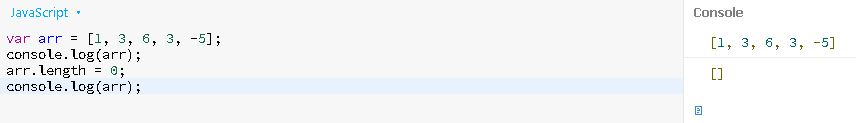 JavaScript
var arr = [1, 3, 6, 3, -5];
console.log(arr);
arr.length = 0;
console.log(arr);
Console
[1, 3, 6, 3, -5]
[]